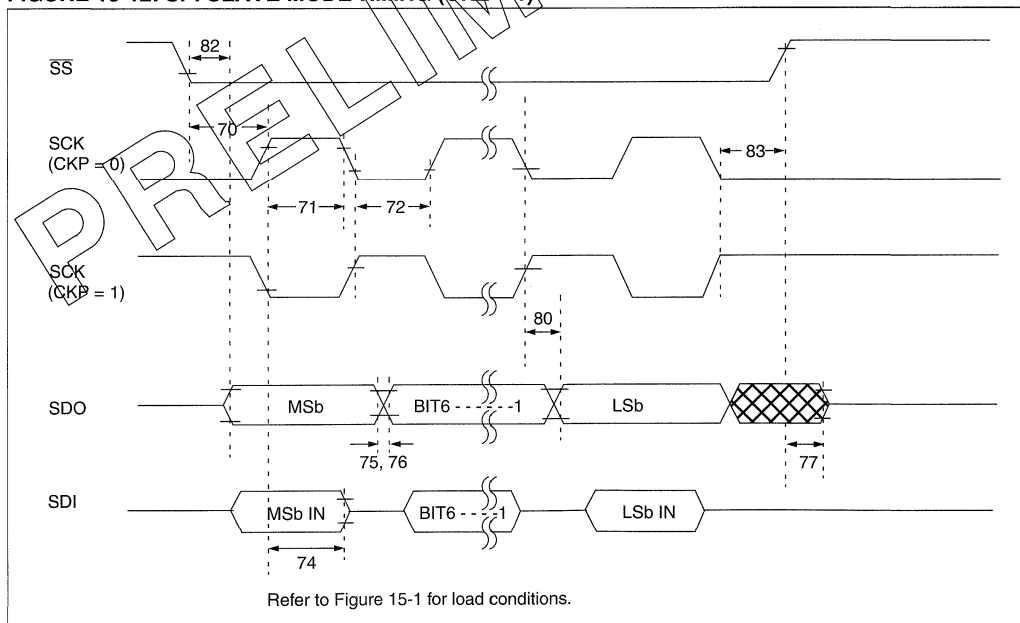 82
SS
70
SCK
(CKP = 0)
83
71
72
SCK
(CKP = 1)
80
SDO
MSb
BIT6 - - - - - -1
LSb
75, 76
77
SDI
MSb IN
BIT6 - - - -1
LSb IN
74
Refer to Figure 15-1 for load conditions.
PRELIM